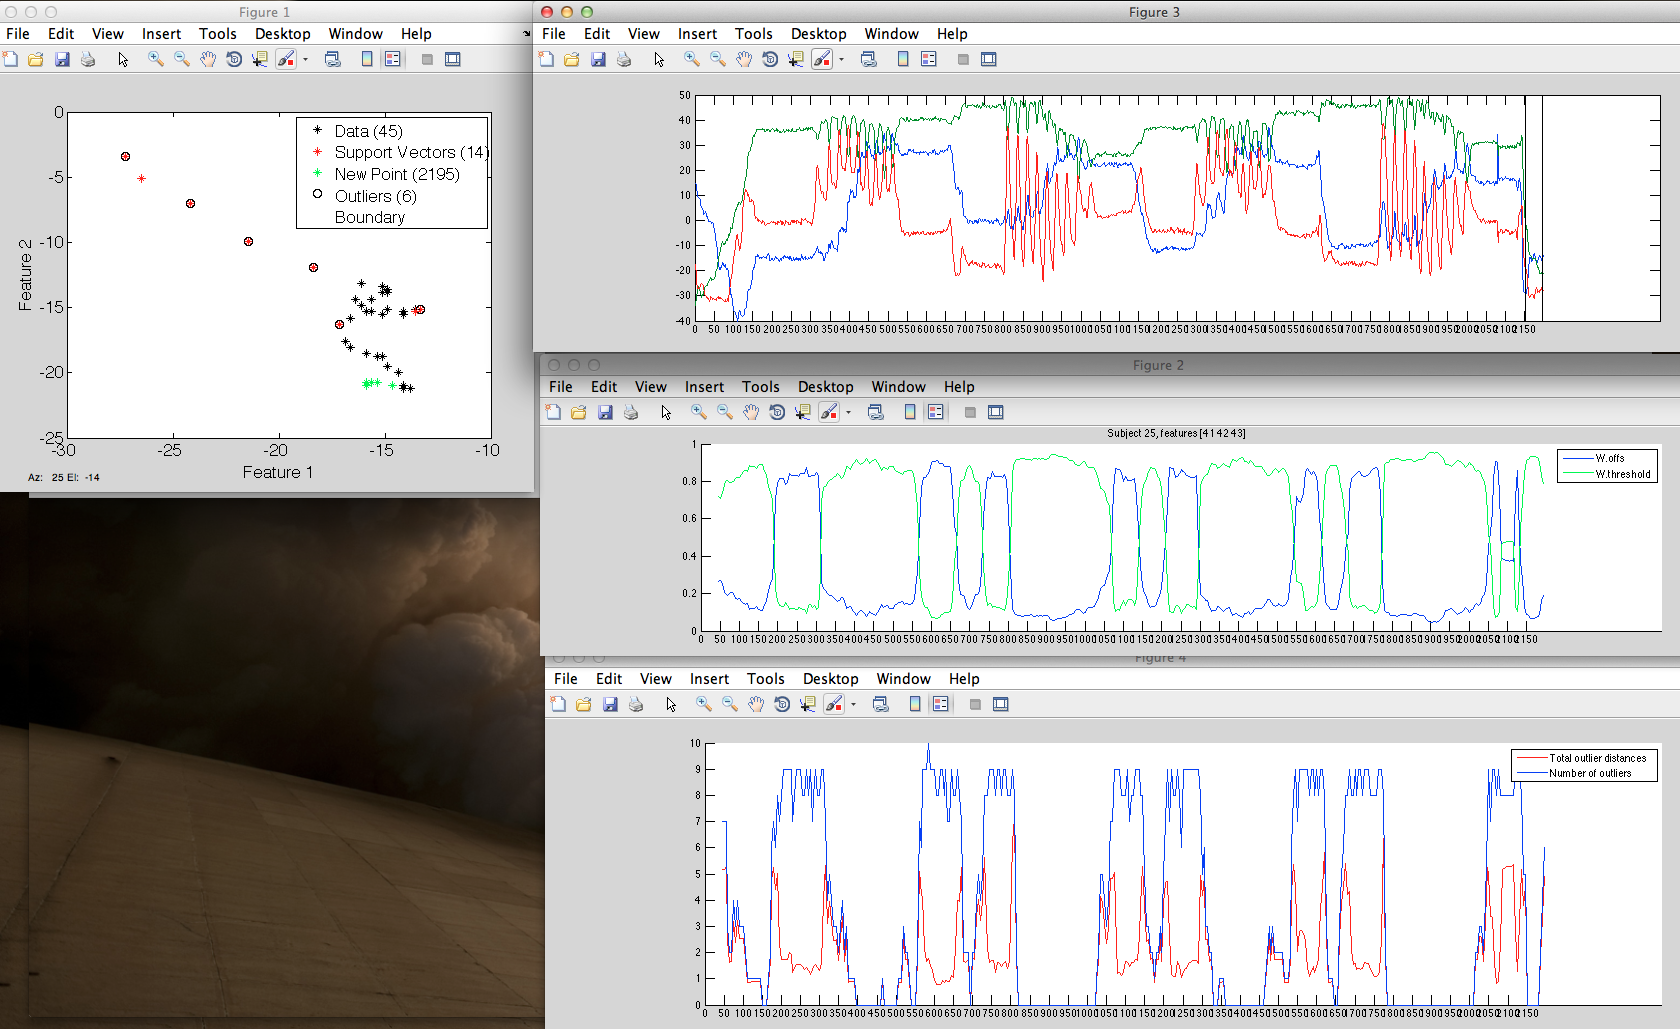 Figure 1
File Edit View Insert Tools Desktop Window Help
0
-5
-10
-15
-20
-25
-30 -25 -20 -15 -10
Feature 2
Feature 1
Data (45)
Support Vectors (14)
New Point (2195)
Outliers (6)
Boundary
Az: 25 El: -14
Figure 3
File Edit View Insert Tools Desktop Window Help
50
40
30
20
10
0
-10
-20
-30
-40
0 50 100 150 200 250 300 350 400 450 500 550 600 650 700 750 800 850 900 950 1000 1050 1100 1150 1200 1250 1300 1350 1400 1450 1500 1550 1600 1650 1700 1750 1800 1850 1900 1950 2000 2050 2100 2150
Figure 2
File Edit View Insert Tools Desktop Window Help
Subject 25, features [41 42 43]
1
0.8
0.6
0.4
0.2
0
0 50 100 150 200 250 300 350 400 450 500 550 600 650 700 750 800 850 900 950 1000 1050 1100 1150 1200 1250 1300 1350 1400 1450 1500 1550 1600 1650 1700 1750 1800 1850 1900 1950 2000 2050 2100 2150
W.offs
W.threshold
Figure 4
File Edit View Insert Tools Desktop Window Help
10
9
8
7
6
5
4
3
2
1
0
0 50 100 150 200 250 300 350 400 450 500 550 600 650 700 750 800 850 900 950 1000 1050 1100 1150 1200 1250 1300 1350 1400 1450 1500 1550 1600 1650 1700 1750 1800 1850 1900 1950 2000 2050 2100 2150
Total outlier distances
Number of outliers